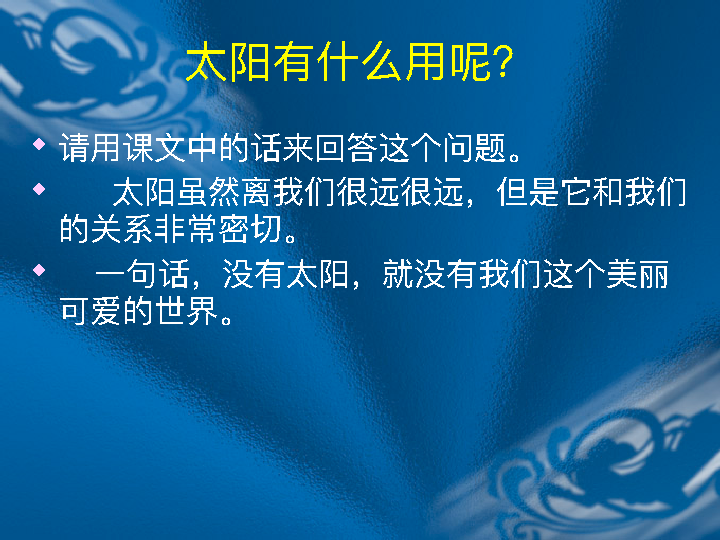 太阳有什么用呢?
请用课文中的话来回答这个问题。
太阳虽然离我们很远很远，但是它和我们
的关系非常密切。
一句话，没有太阳，就没有我们这个美丽
可爱的世界。